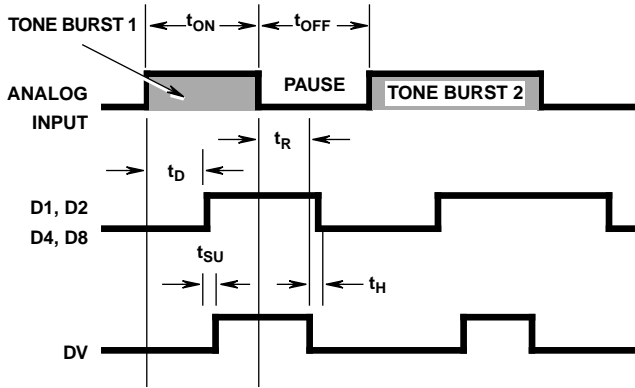 TONE BURST 1
tON
tOFF
ANALOG
INPUT
PAUSE
TONE BURST 2
tR
tD
D1, D2
D4, D8
tSU
tH
DV